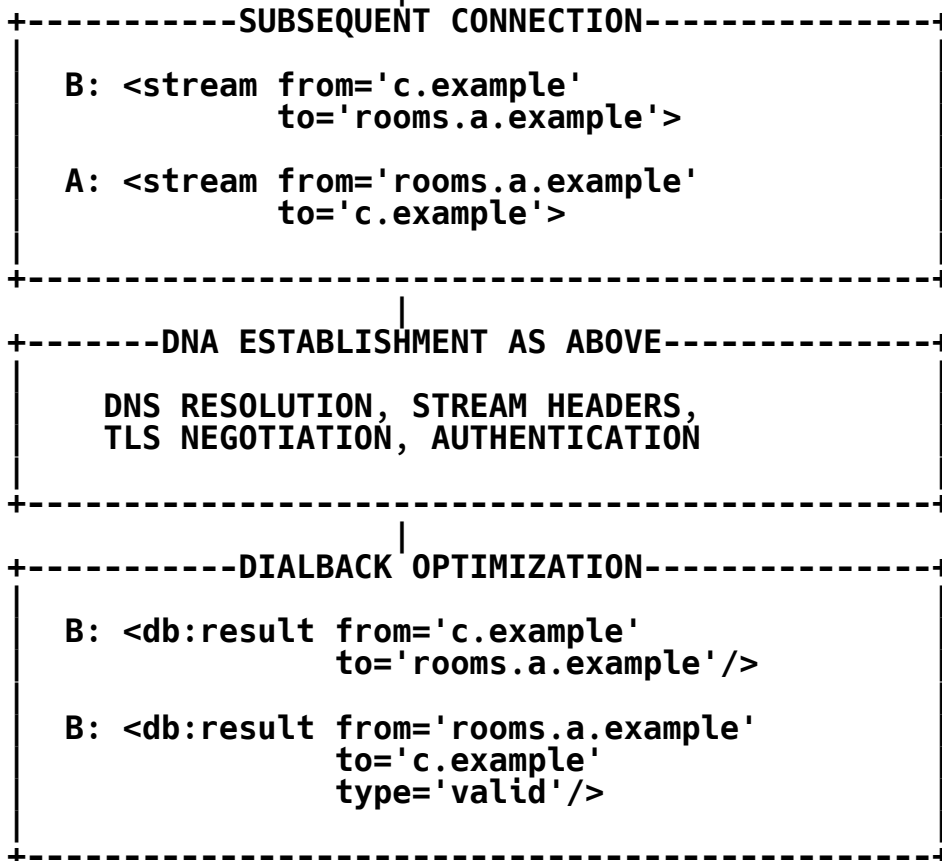 +-----------SUBSEQUENT CONNECTION---------------+
|                                               |
|  B: <stream from='c.example'                  |
|             to='rooms.a.example'>             |
|                                               |
|  A: <stream from='rooms.a.example'            |
|             to='c.example'>                   |
|                                               |
+-----------------------------------------------+
                    |
+-------DNA ESTABLISHMENT AS ABOVE--------------+
|                                               |
|    DNS RESOLUTION, STREAM HEADERS,            |
|    TLS NEGOTIATION, AUTHENTICATION            |
|                                               |
+-----------------------------------------------+
                    |
+-----------DIALBACK OPTIMIZATION---------------+
|                                               |
|  B: <db:result from='c.example'               |
|                to='rooms.a.example'/>         |
|                                               |
|  B: <db:result from='rooms.a.example'         |
|                to='c.example'                 |
|                type='valid'/>                 |
|                                               |
+-----------------------------------------------+